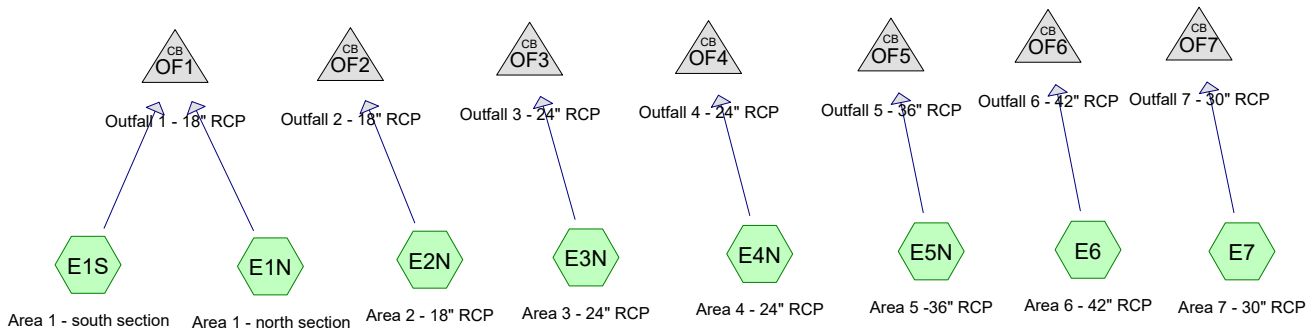 CB
OF1
Outfall 1 - 18" RCP
CB
OF2
Outfall 2 - 18" RCP
CB
OF3
Outfall 3 - 24" RCP
CB
OF4
Outfall 4 - 24" RCP
CB
OF5
Outfall 5 - 36" RCP
CB
OF6
Outfall 6 - 42" RCP
CB
OF7
Outfall 7 - 30" RCP
E1S
Area 1 - south section
E1N
Area 1 - north section
E2N
Area 2 - 18" RCP
E3N
Area 3 - 24" RCP
E4N
Area 4 - 24" RCP
E5N
Area 5 -36" RCP
E6
Area 6 - 42" RCP
E7
Area 7 - 30" RCP